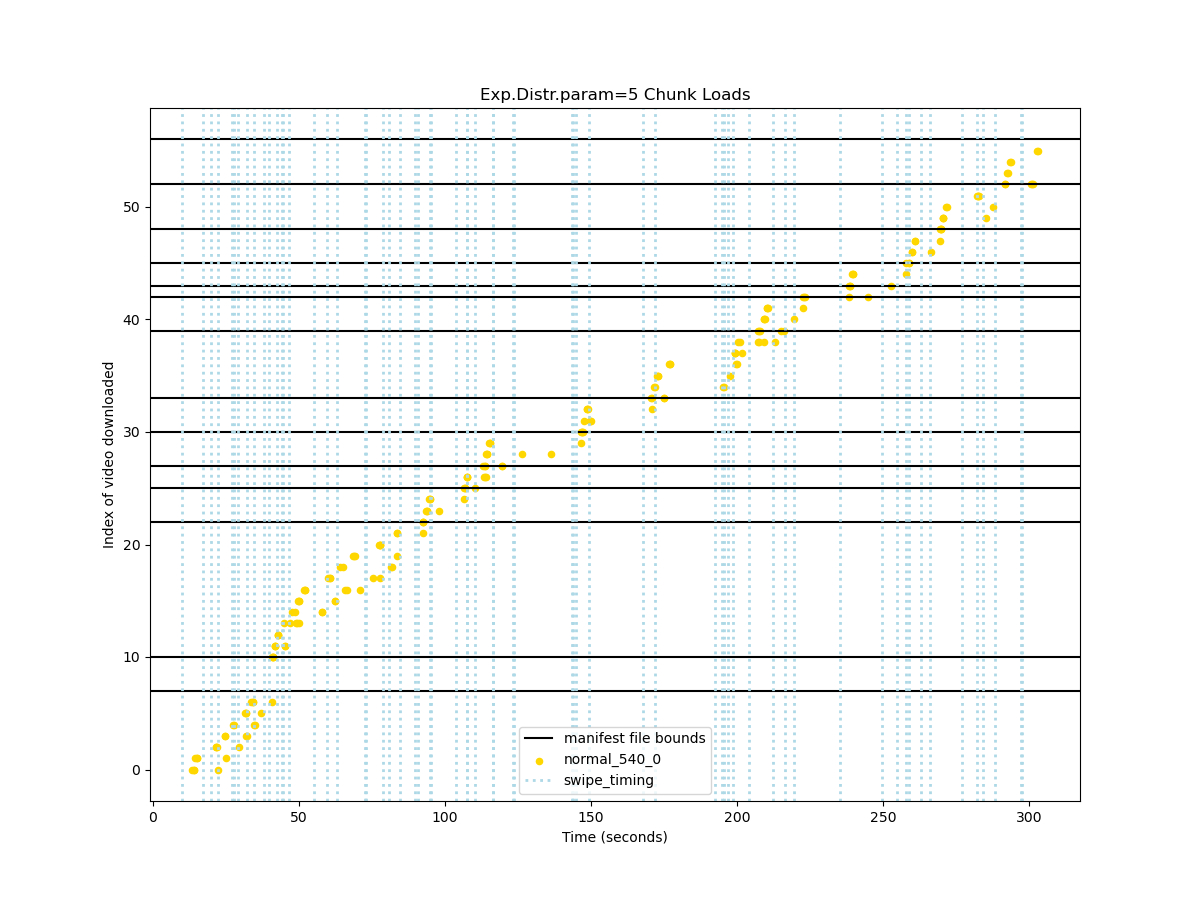 Exp.Distr.param=5 Chunk Loads
Index of video downloaded
50
40
30
20
10
0
manifest file bounds
normal_540_0
swipe_timing
0 50 100 150 200 250 300
Time (seconds)